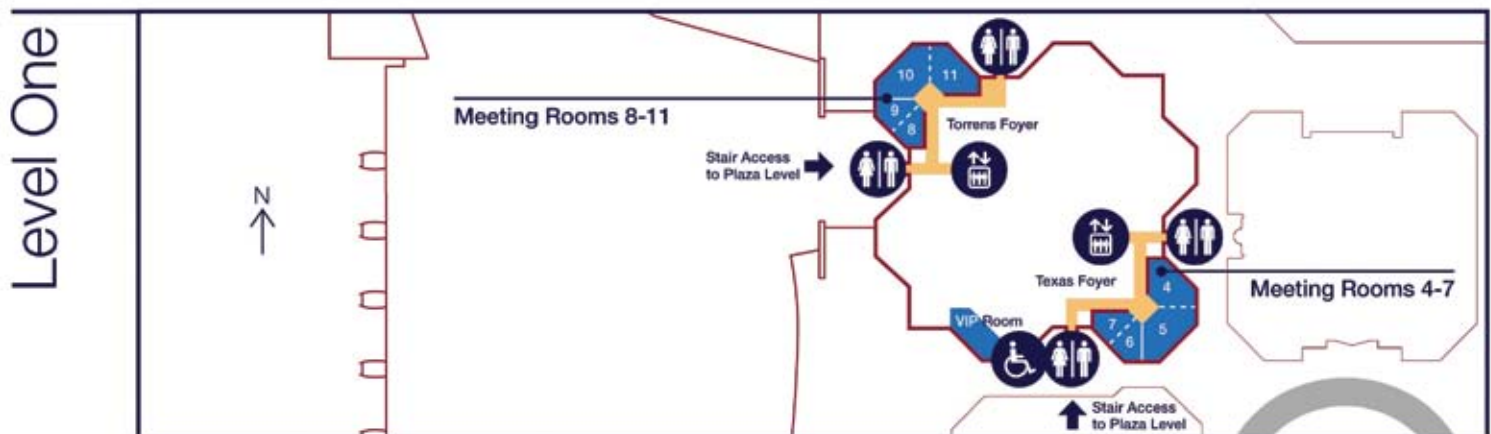 Level One
N
10
11
Meeting Rooms 8-11
9
8
Torrens Foyer
Stair Access
to Plaza Level
Texas Foyer
4
Meeting Rooms 4-7
VIP Room
7
6
5
Stair Access
to Plaza Level